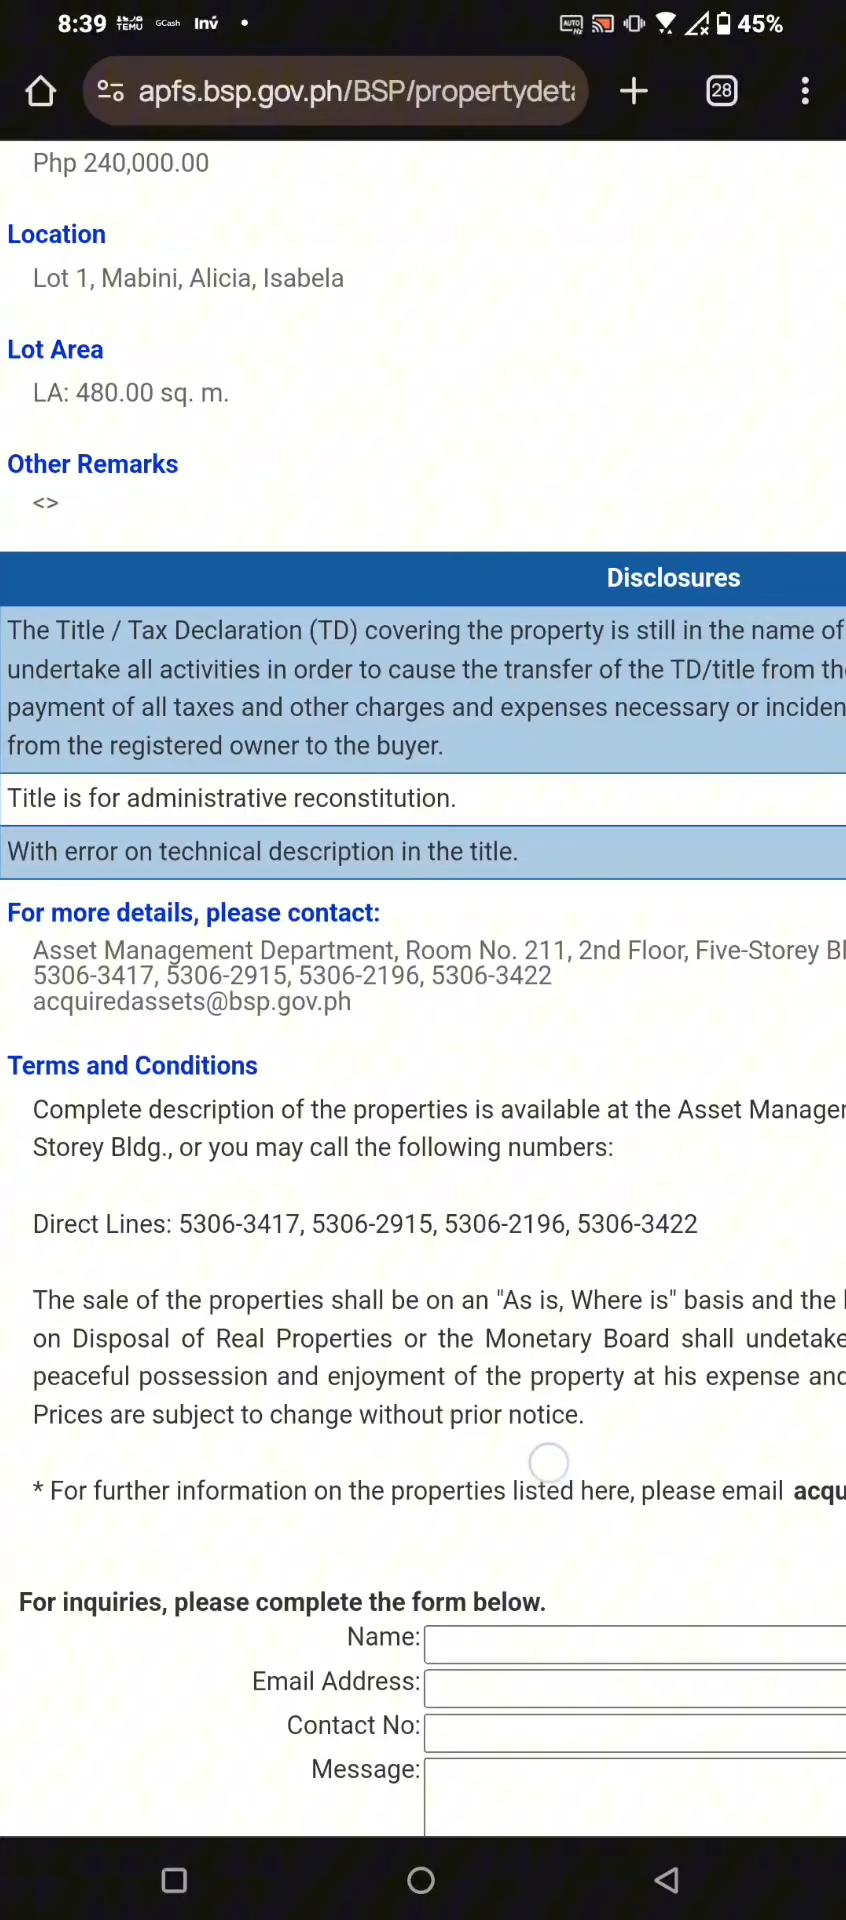 8:39 TEMU GCash Inv • AUTO Hz 45%
apfs.bsp.gov.ph/BSP/propertydeta 28
Php 240,000.00
Location
Lot 1, Mabini, Alicia, Isabela
Lot Area
LA: 480.00 sq. m.
Other Remarks
<>
Disclosures
The Title / Tax Declaration (TD) covering the property is still in the name of
undertake all activities in order to cause the transfer of the TD/title from the
payment of all taxes and other charges and expenses necessary or inciden
from the registered owner to the buyer.
Title is for administrative reconstitution.
With error on technical description in the title.
For more details, please contact:
Asset Management Department, Room No. 211, 2nd Floor, Five-Storey Bl
5306-3417, 5306-2915, 5306-2196, 5306-3422
acquiredassets@bsp.gov.ph
Terms and Conditions
Complete description of the properties is available at the Asset Manager
Storey Bldg., or you may call the following numbers:
Direct Lines: 5306-3417, 5306-2915, 5306-2196, 5306-3422
The sale of the properties shall be on an "As is, Where is" basis and the
on Disposal of Real Properties or the Monetary Board shall undetake
peaceful possession and enjoyment of the property at his expense and
Prices are subject to change without prior notice.
* For further information on the properties listed here, please email acqu
For inquiries, please complete the form below.
Name:
Email Address:
Contact No:
Message: